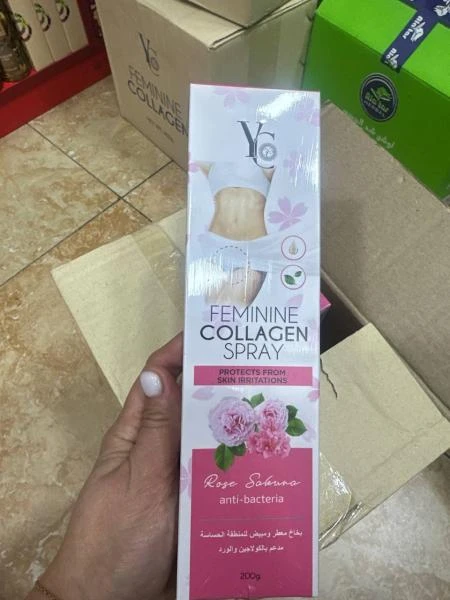 YC
FEMININE
COLLAGEN
YC
FEMININE
COLLAGEN
SPRAY
PROTECTS FROM
SKIN IRRITATIONS
Rose Sakura
anti-bacteria
بخاخ معطر ومبيض للمنطقة الحساسة
مدعم بالكولاجين والورد
200g